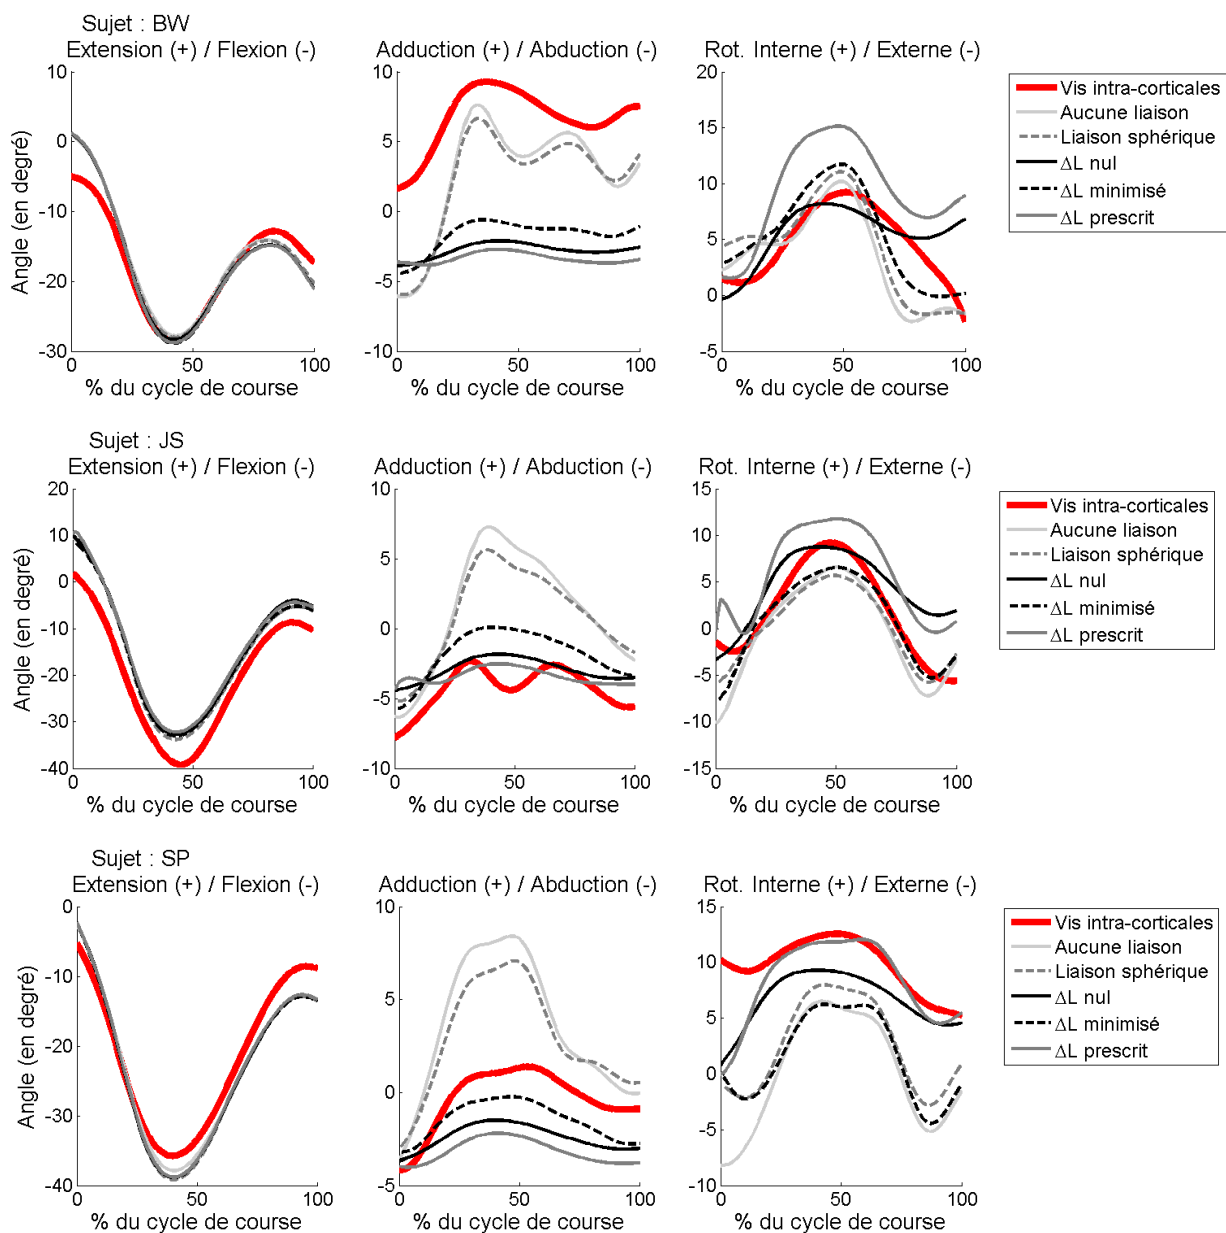 Sujet : BW
Extension (+) / Flexion (-)
Adduction (+) / Abduction (-)
Rot. Interne (+) / Externe (-)
Angle (en degré)
10
0
-10
-20
-30
0
50
100
% du cycle de course
10
5
0
-5
-10
0
50
100
% du cycle de course
20
15
10
5
0
-5
0
50
100
% du cycle de course
Vis intra-corticales
Aucune liaison
Liaison sphérique
ΔL nul
ΔL minimisé
ΔL prescrit
Sujet : JS
Extension (+) / Flexion (-)
Adduction (+) / Abduction (-)
Rot. Interne (+) / Externe (-)
Angle (en degré)
20
10
0
-10
-20
-30
-40
0
50
100
% du cycle de course
10
5
0
-5
-10
0
50
100
% du cycle de course
15
10
5
0
-5
-10
-15
0
50
100
% du cycle de course
Vis intra-corticales
Aucune liaison
Liaison sphérique
ΔL nul
ΔL minimisé
ΔL prescrit
Sujet : SP
Extension (+) / Flexion (-)
Adduction (+) / Abduction (-)
Rot. Interne (+) / Externe (-)
Angle (en degré)
0
-10
-20
-30
-40
0
50
100
% du cycle de course
10
5
0
-5
0
50
100
% du cycle de course
15
10
5
0
-5
-10
0
50
100
% du cycle de course
Vis intra-corticales
Aucune liaison
Liaison sphérique
ΔL nul
ΔL minimisé
ΔL prescrit